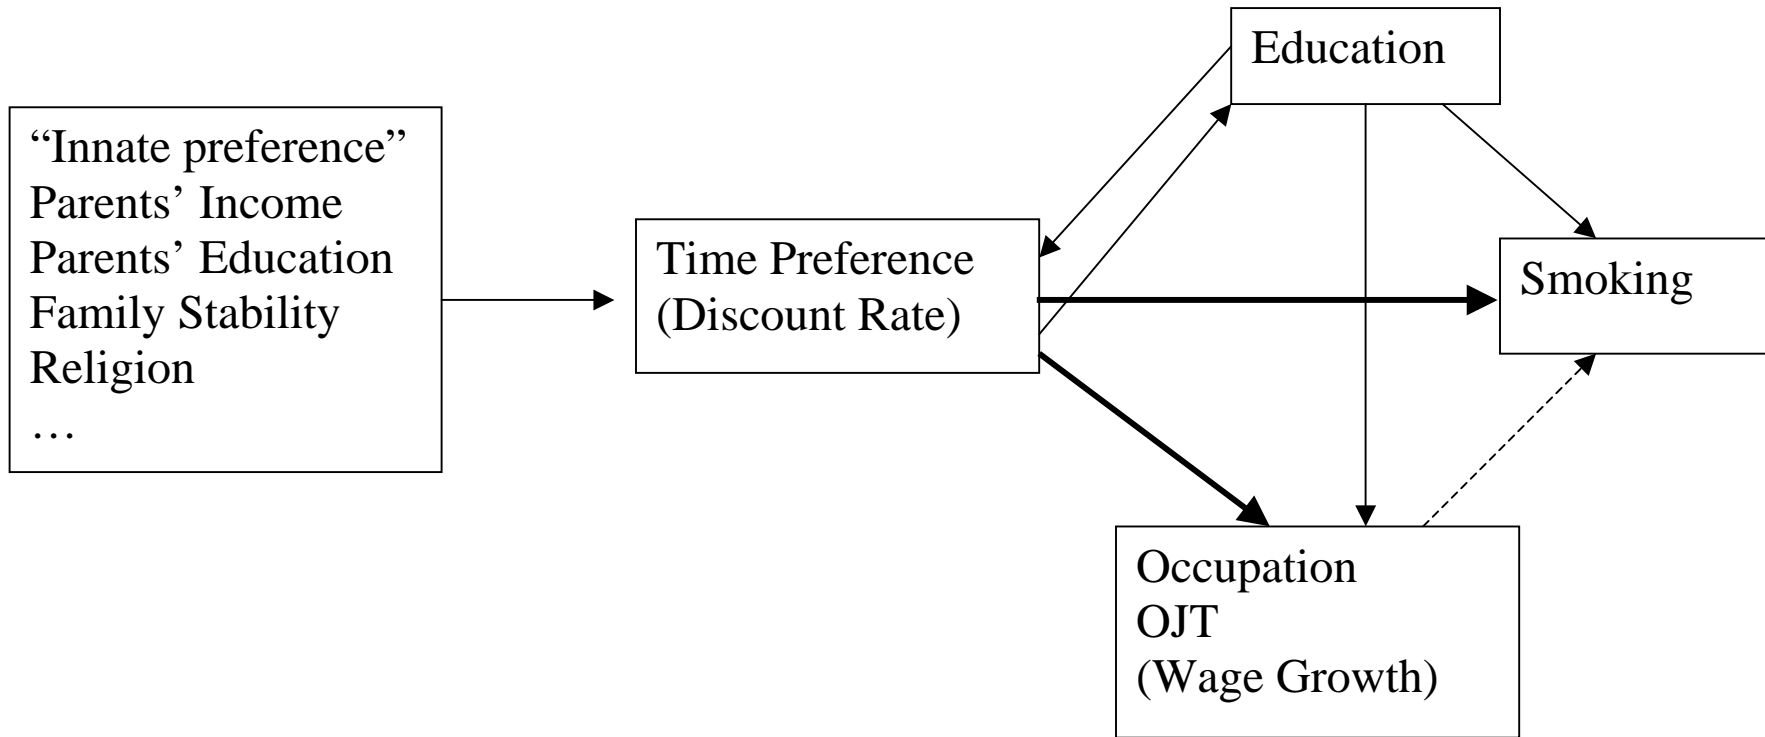 “Innate preference”
Parents’ Income
Parents’ Education
Family Stability
Religion
…
Time Preference
(Discount Rate)
Education
Smoking
Occupation
OJT
(Wage Growth)